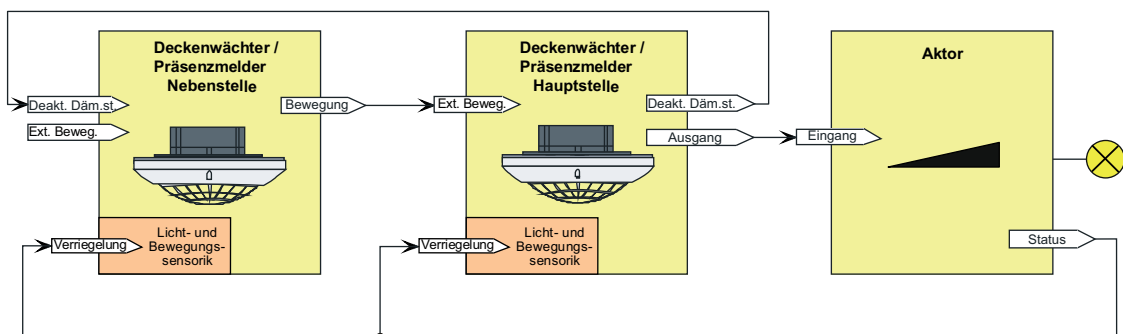 Deckenwächter /
Präsenzmelder
Nebenstelle
Deakt. Däm.st.
Ext. Beweg.
Bewegung
Verriegelung
Licht- und
Bewegungs-
sensorik
Deckenwächter /
Präsenzmelder
Hauptstelle
Ext. Beweg.
Deakt. Däm.st.
Ausgang
Verriegelung
Licht- und
Bewegungs-
sensorik
Aktor
Eingang
Status